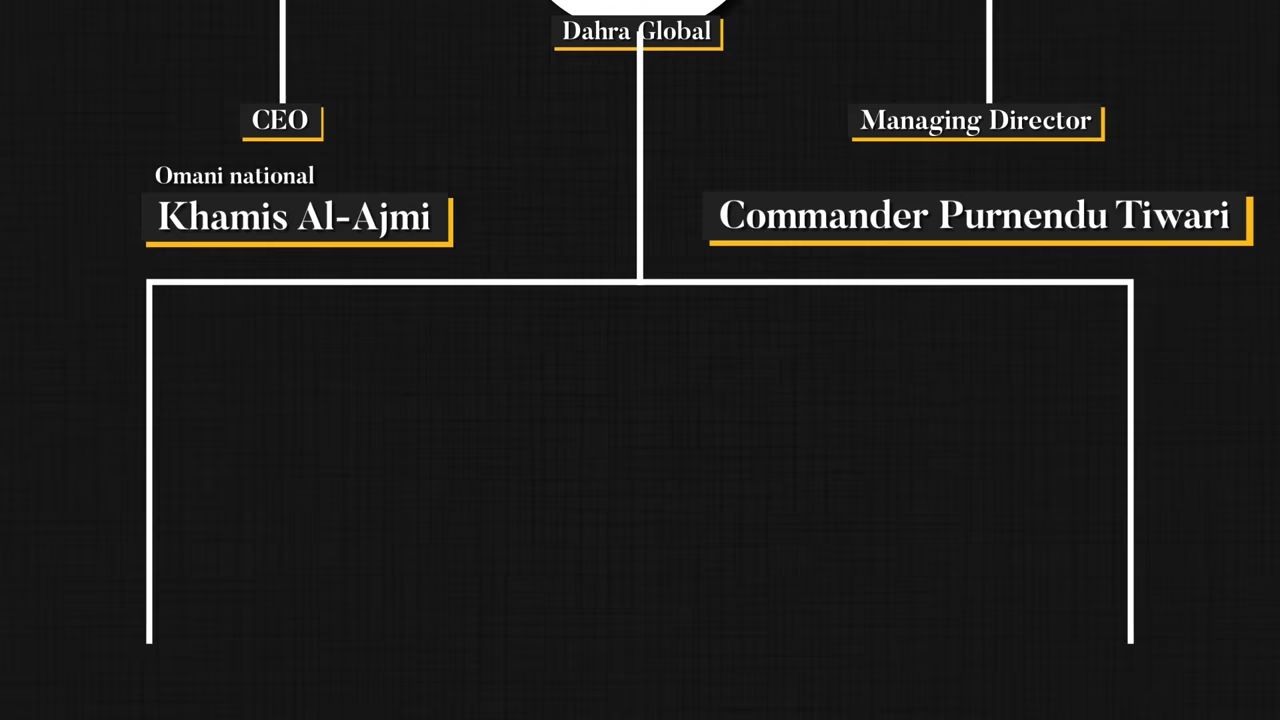 Dahra Global
CEO
Managing Director
Omani national
Khamis Al-Ajmi
Commander Purnendu Tiwari